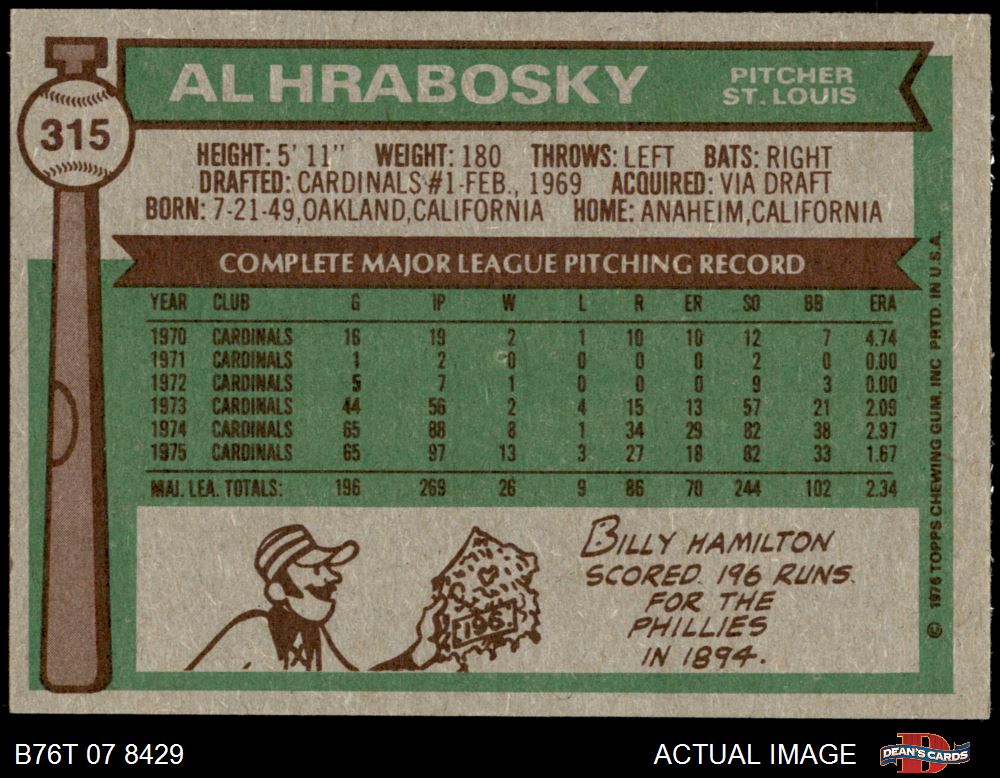 AL HRABOSKY
PITCHER
ST. LOUIS
315
HEIGHT: 5' 11" WEIGHT: 180 THROWS: LEFT BATS: RIGHT
DRAFTED: CARDINALS #1-FEB., 1969 ACQUIRED: VIA DRAFT
BORN: 7-21-49, OAKLAND, CALIFORNIA HOME: ANAHEIM, CALIFORNIA
COMPLETE MAJOR LEAGUE PITCHING RECORD
YEAR CLUB G IP W L R ER SO BB ERA
1970 CARDINALS 16 19 2 1 10 10 12 7 4.74
1971 CARDINALS 1 2 0 0 0 0 2 0 0.00
1972 CARDINALS 5 7 1 0 0 0 9 3 0.00
1973 CARDINALS 44 56 2 4 15 13 57 21 2.09
1974 CARDINALS 65 88 8 1 34 29 82 38 2.97
1975 CARDINALS 65 97 13 3 27 18 82 33 1.67
MAJ. LEA. TOTALS: 196 269 26 9 86 70 244 102 2.34
196
BILLY HAMILTON
SCORED 196 RUNS
FOR THE
PHILLIES
IN 1894.
© 1976 TOPPS CHEWING GUM, INC PRTD. IN U.S.A.
B76T 07 8429
ACTUAL IMAGE
DEAN'S CARDS